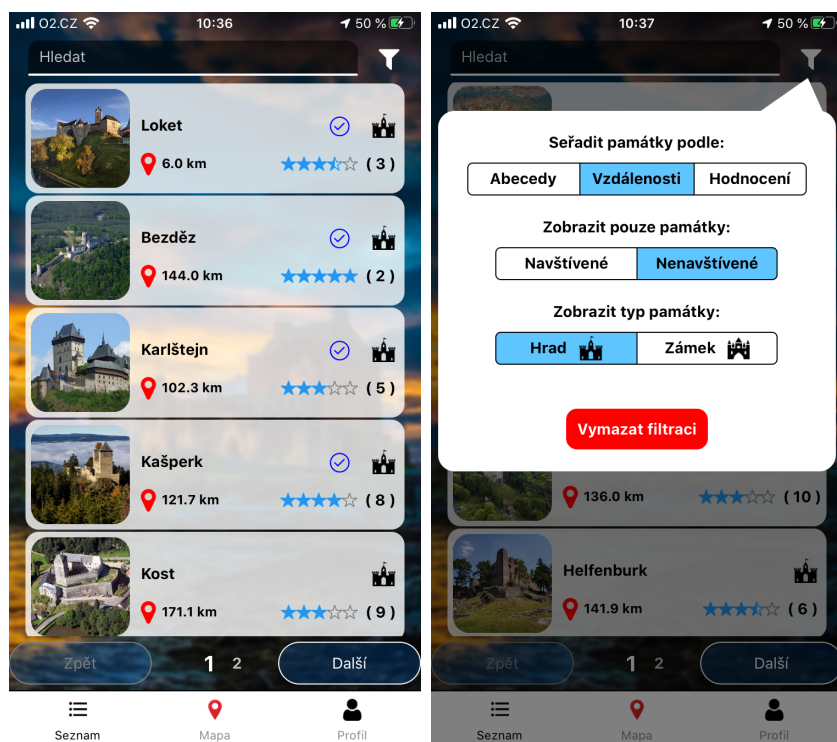 O2.CZ 10:36 50 %
Hledat
Loket
6.0 km (3)
Bezděz
144.0 km (2)
Karlštejn
102.3 km (5)
Kašperk
121.7 km (8)
Kost
171.1 km (9)
Zpět 1 2 Další
Seznam Mapa Profil
O2.CZ 10:37 50 %
Hledat
Seřadit památky podle:
Abecedy Vzdálenosti Hodnocení
Zobrazit pouze památky:
Navštívené Nenavštívené
Zobrazit typ památky:
Hrad Zámek
Vymazat filtraci
136.0 km (10)
Helfenburk
141.9 km (6)
Zpět 1 2 Další
Seznam Mapa Profil